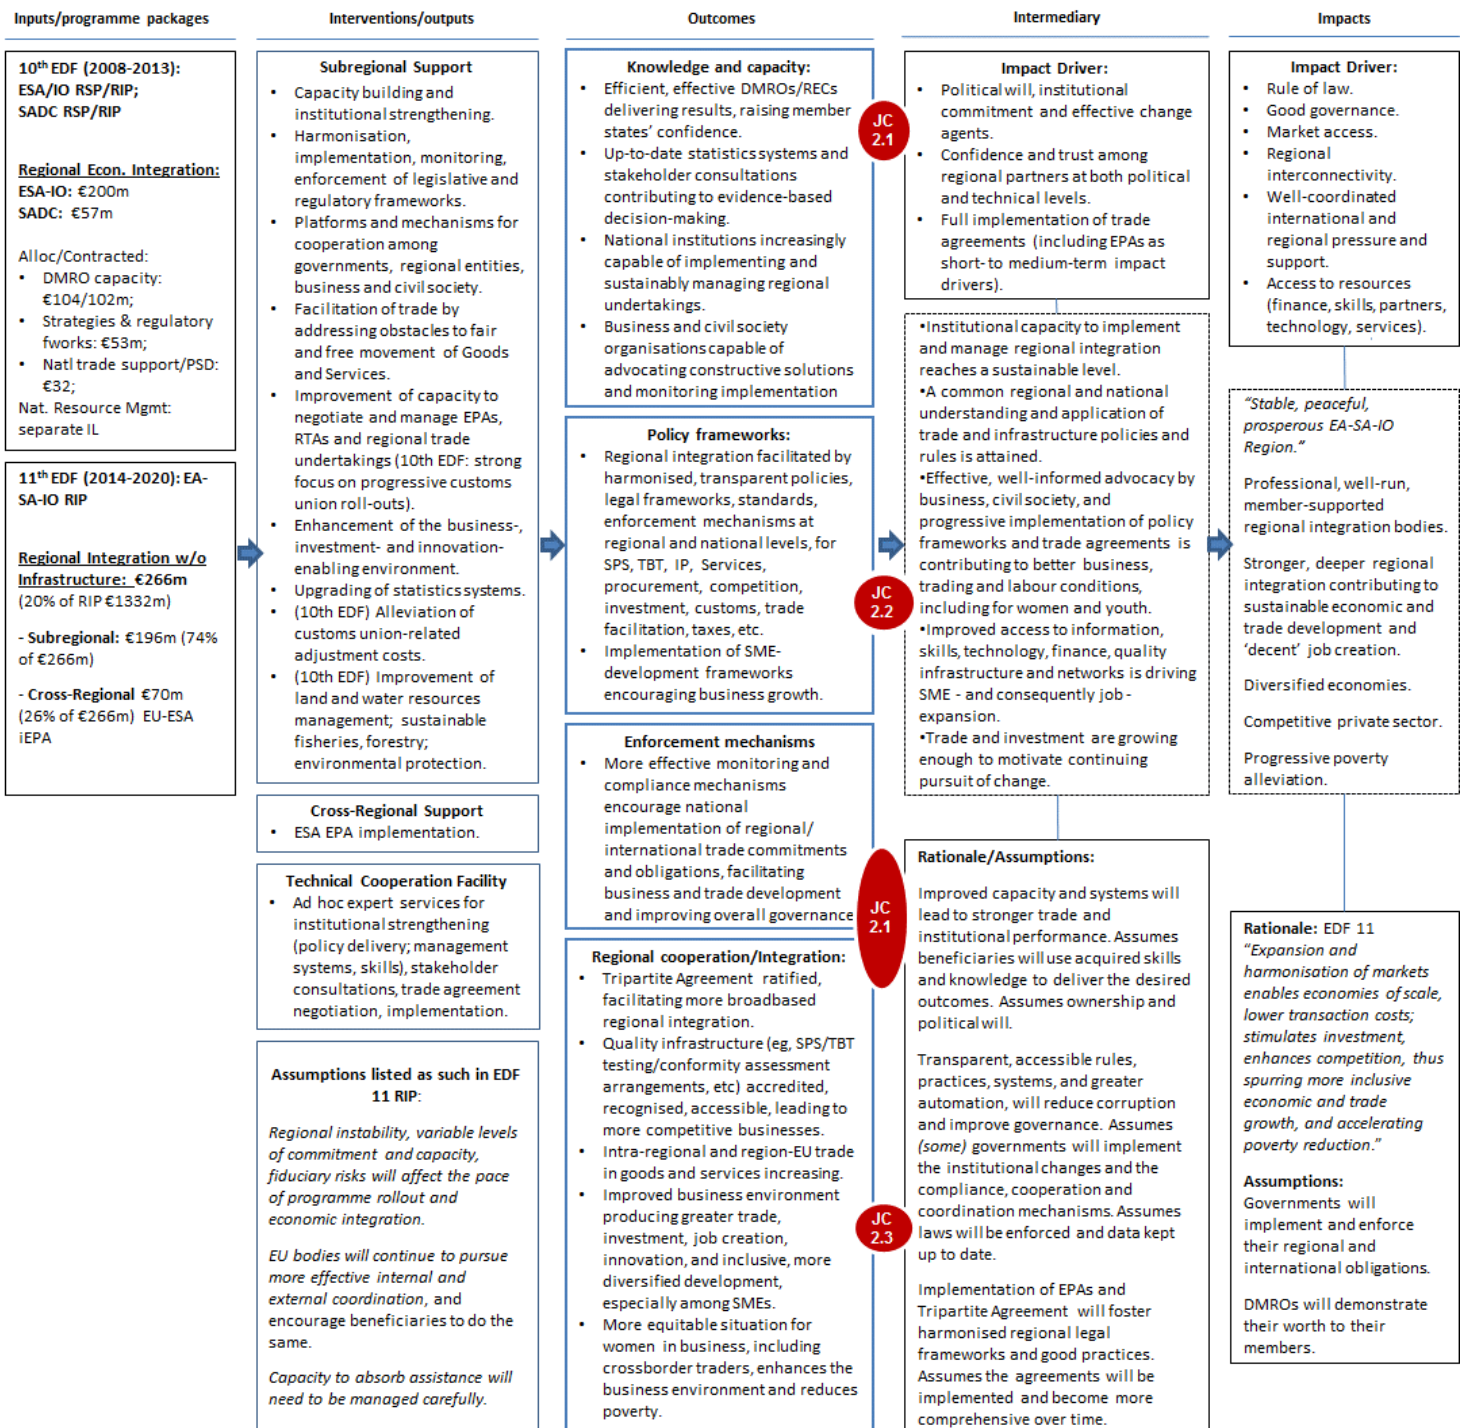 Inputs/programme packages
Interventions/outputs
Outcomes
Intermediary
Impacts
10th EDF (2008-2013):
ESA/IO RSP/RIP;
SADC RSP/RIP
Regional Econ. Integration:
ESA-IO: €200m
SADC: €57m
Alloc/Contracted:
• DMRO capacity:
€104/102m;
• Strategies & regulatory
fworks: €53m;
• Natl trade support/PSD:
€32;
Nat. Resource Mgmt:
separate IL
11th EDF (2014-2020): EA-
SA-IO RIP
Regional Integration w/o
Infrastructure: €266m
(20% of RIP €1332m)
- Subregional: €196m (74%
of €266m)
- Cross-Regional €70m
(26% of €266m) EU-ESA
iEPA
Subregional Support
• Capacity building and
institutional strengthening.
• Harmonisation,
implementation, monitoring,
enforcement of legislative and
regulatory frameworks.
• Platforms and mechanisms for
cooperation among
governments, regional entities,
business and civil society.
• Facilitation of trade by
addressing obstacles to fair
and free movement of Goods
and Services.
• Improvement of capacity to
negotiate and manage EPAs,
RTAs and regional trade
undertakings (10th EDF: strong
focus on progressive customs
union roll-outs).
• Enhancement of the business-,
investment- and innovation-
enabling environment.
• Upgrading of statistics systems.
• (10th EDF) Alleviation of
customs union-related
adjustment costs.
• (10th EDF) Improvement of
land and water resources
management; sustainable
fisheries, forestry;
environmental protection.
Cross-Regional Support
• ESA EPA implementation.
Technical Cooperation Facility
• Ad hoc expert services for
institutional strengthening
(policy delivery; management
systems, skills), stakeholder
consultations, trade agreement
negotiation, implementation.
Assumptions listed as such in EDF
11 RIP:
Regional instability, variable levels
of commitment and capacity,
fiduciary risks will affect the pace
of programme rollout and
economic integration.
EU bodies will continue to pursue
more effective internal and
external coordination, and
encourage beneficiaries to do the
same.
Capacity to absorb assistance will
need to be managed carefully.
Knowledge and capacity:
• Efficient, effective DMROs/RECs
delivering results, raising member
states' confidence.
• Up-to-date statistics systems and
stakeholder consultations
contributing to evidence-based
decision-making.
• National institutions increasingly
capable of implementing and
sustainably managing regional
undertakings.
• Business and civil society
organisations capable of
advocating constructive solutions
and monitoring implementation
Policy frameworks:
• Regional integration facilitated by
harmonised, transparent policies,
legal frameworks, standards,
enforcement mechanisms at
regional and national levels, for
SPS, TBT, IP, Services,
procurement, competition,
investment, customs, trade
facilitation, taxes, etc.
• Implementation of SME-
development frameworks
encouraging business growth.
Enforcement mechanisms
• More effective monitoring and
compliance mechanisms
encourage national
implementation of regional/
international trade commitments
and obligations, facilitating
business and trade development
and improving overall governance
Regional cooperation/Integration:
• Tripartite Agreement ratified,
facilitating more broadbased
regional integration.
• Quality infrastructure (eg, SPS/TBT
testing/conformity assessment
arrangements, etc) accredited,
recognised, accessible, leading to
more competitive businesses.
• Intra-regional and region-EU trade
in goods and services increasing.
• Improved business environment
producing greater trade,
investment, job creation,
innovation, and inclusive, more
diversified development,
especially among SMEs.
• More equitable situation for
women in business, including
crossborder traders, enhances the
business environment and reduces
poverty.
JC
2.1
JC
2.2
JC
2.1
JC
2.3
Impact Driver:
• Political will, institutional
commitment and effective change
agents.
• Confidence and trust among
regional partners at both political
and technical levels.
• Full implementation of trade
agreements (including EPAs as
short- to medium-term impact
drivers).
•Institutional capacity to implement
and manage regional integration
reaches a sustainable level.
•A common regional and national
understanding and application of
trade and infrastructure policies and
rules is attained.
•Effective, well-informed advocacy by
business, civil society, and
progressive implementation of policy
frameworks and trade agreements is
contributing to better business,
trading and labour conditions,
including for women and youth.
•Improved access to information,
skills, technology, finance, quality
infrastructure and networks is driving
SME - and consequently job -
expansion.
•Trade and investment are growing
enough to motivate continuing
pursuit of change.
Rationale/Assumptions:
Improved capacity and systems will
lead to stronger trade and
institutional performance. Assumes
beneficiaries will use acquired skills
and knowledge to deliver the desired
outcomes. Assumes ownership and
political will.
Transparent, accessible rules,
practices, systems, and greater
automation, will reduce corruption
and improve governance. Assumes
(some) governments will implement
the institutional changes and the
compliance, cooperation and
coordination mechanisms. Assumes
laws will be enforced and data kept
up to date.
Implementation of EPAs and
Tripartite Agreement will foster
harmonised regional legal
frameworks and good practices.
Assumes the agreements will be
implemented and become more
comprehensive over time.
Impact Driver:
• Rule of law.
• Good governance.
• Market access.
• Regional
interconnectivity.
• Well-coordinated
international and
regional pressure and
support.
• Access to resources
(finance, skills, partners,
technology, services).
"Stable, peaceful,
prosperous EA-SA-IO
Region."
Professional, well-run,
member-supported
regional integration bodies.
Stronger, deeper regional
integration contributing to
sustainable economic and
trade development and
'decent' job creation.
Diversified economies.
Competitive private sector.
Progressive poverty
alleviation.
Rationale: EDF 11
"Expansion and
harmonisation of markets
enables economies of scale,
lower transaction costs;
stimulates investment,
enhances competition, thus
spurring more inclusive
economic and trade
growth, and accelerating
poverty reduction."
Assumptions:
Governments will
implement and enforce
their regional and
international obligations.
DMROs will demonstrate
their worth to their
members.